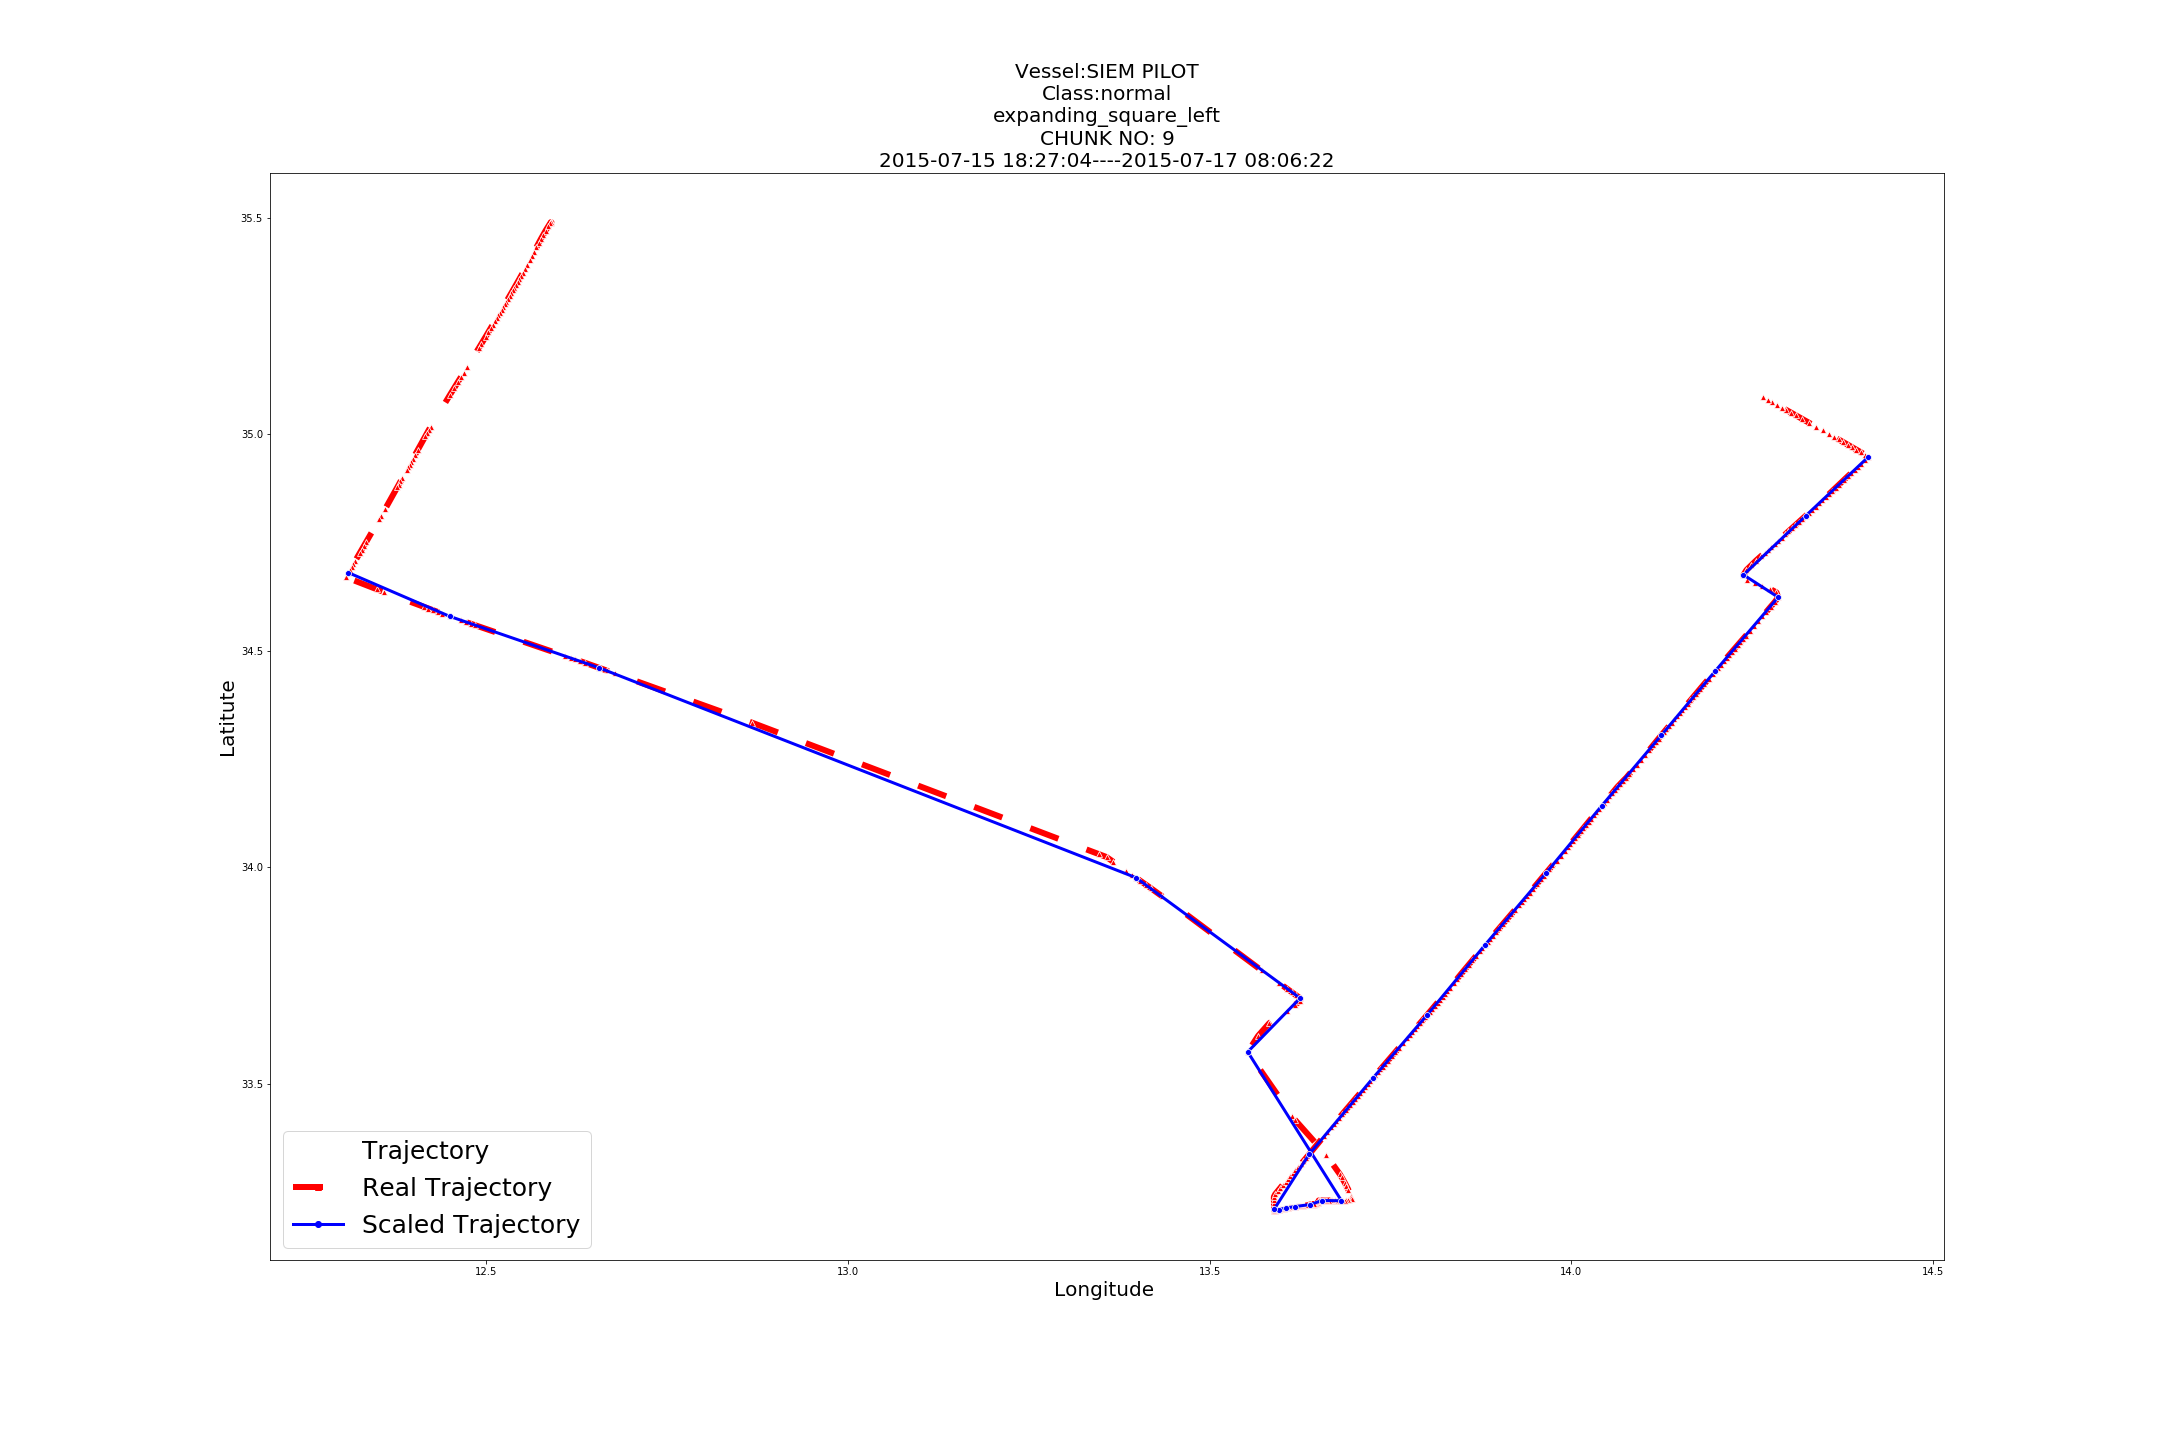 Vessel:SIEM PILOT
Class:normal
expanding_square_left
CHUNK NO: 9
2015-07-15 18:27:04----2015-07-17 08:06:22
35.5
35.0
34.5
34.0
33.5
Latitute
Trajectory
Real Trajectory
Scaled Trajectory
12.5
13.0
13.5
14.0
14.5
Longitude